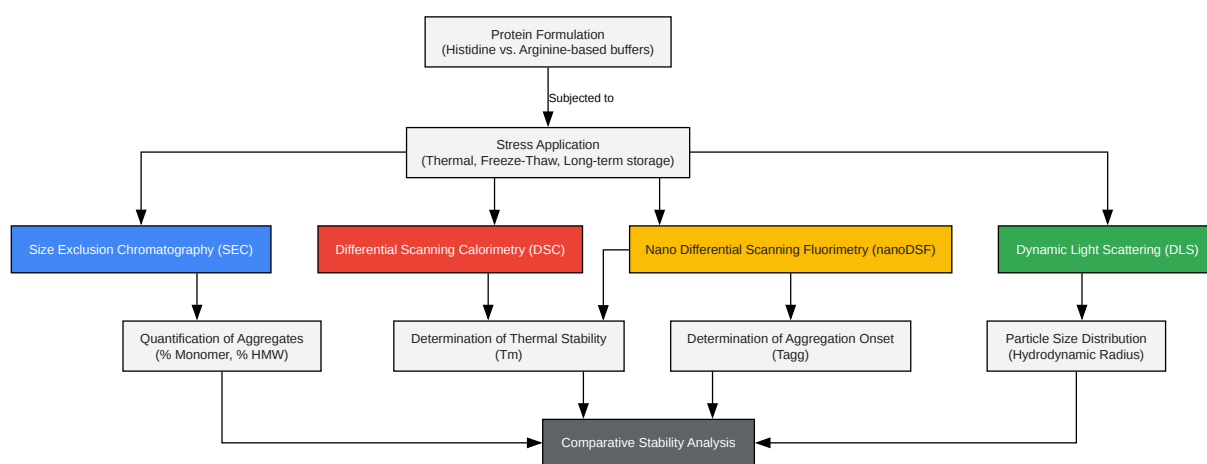 Protein Formulation
(Histidine vs. Arginine-based buffers)
Subjected to
Stress Application
(Thermal, Freeze-Thaw, Long-term storage)
Size Exclusion Chromatography (SEC)
Differential Scanning Calorimetry (DSC)
Nano Differential Scanning Fluorimetry (nanoDSF)
Dynamic Light Scattering (DLS)
Quantification of Aggregates
(% Monomer, % HMW)
Determination of Thermal Stability
(Tm)
Determination of Aggregation Onset
(Tagg)
Particle Size Distribution
(Hydrodynamic Radius)
Comparative Stability Analysis